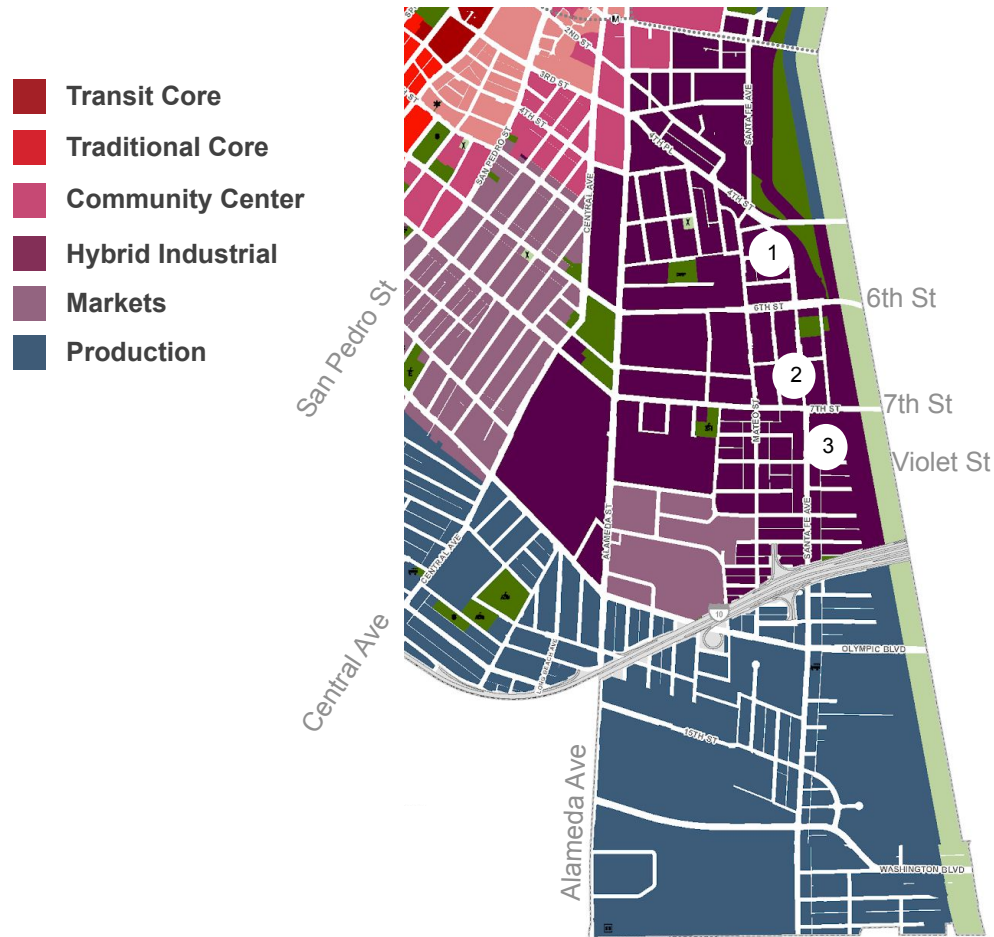 Transit Core
Traditional Core
Community Center
Hybrid Industrial
Markets
Production
M
2ND ST
3RD ST
4TH ST
SAN PEDRO ST
CENTRAL AVE
4TH PL
SANTA FE AVE
4TH ST
1
6TH ST
6th St
San Pedro St
2
MATEO ST
7TH ST
7th St
3
Violet St
ALAMEDA ST
SANTA FE AVE
CENTRAL AVE
10
OLYMPIC BLVD
LONG BEACH AVE
Central Ave
15TH ST
Alameda Ave
WASHINGTON BLVD